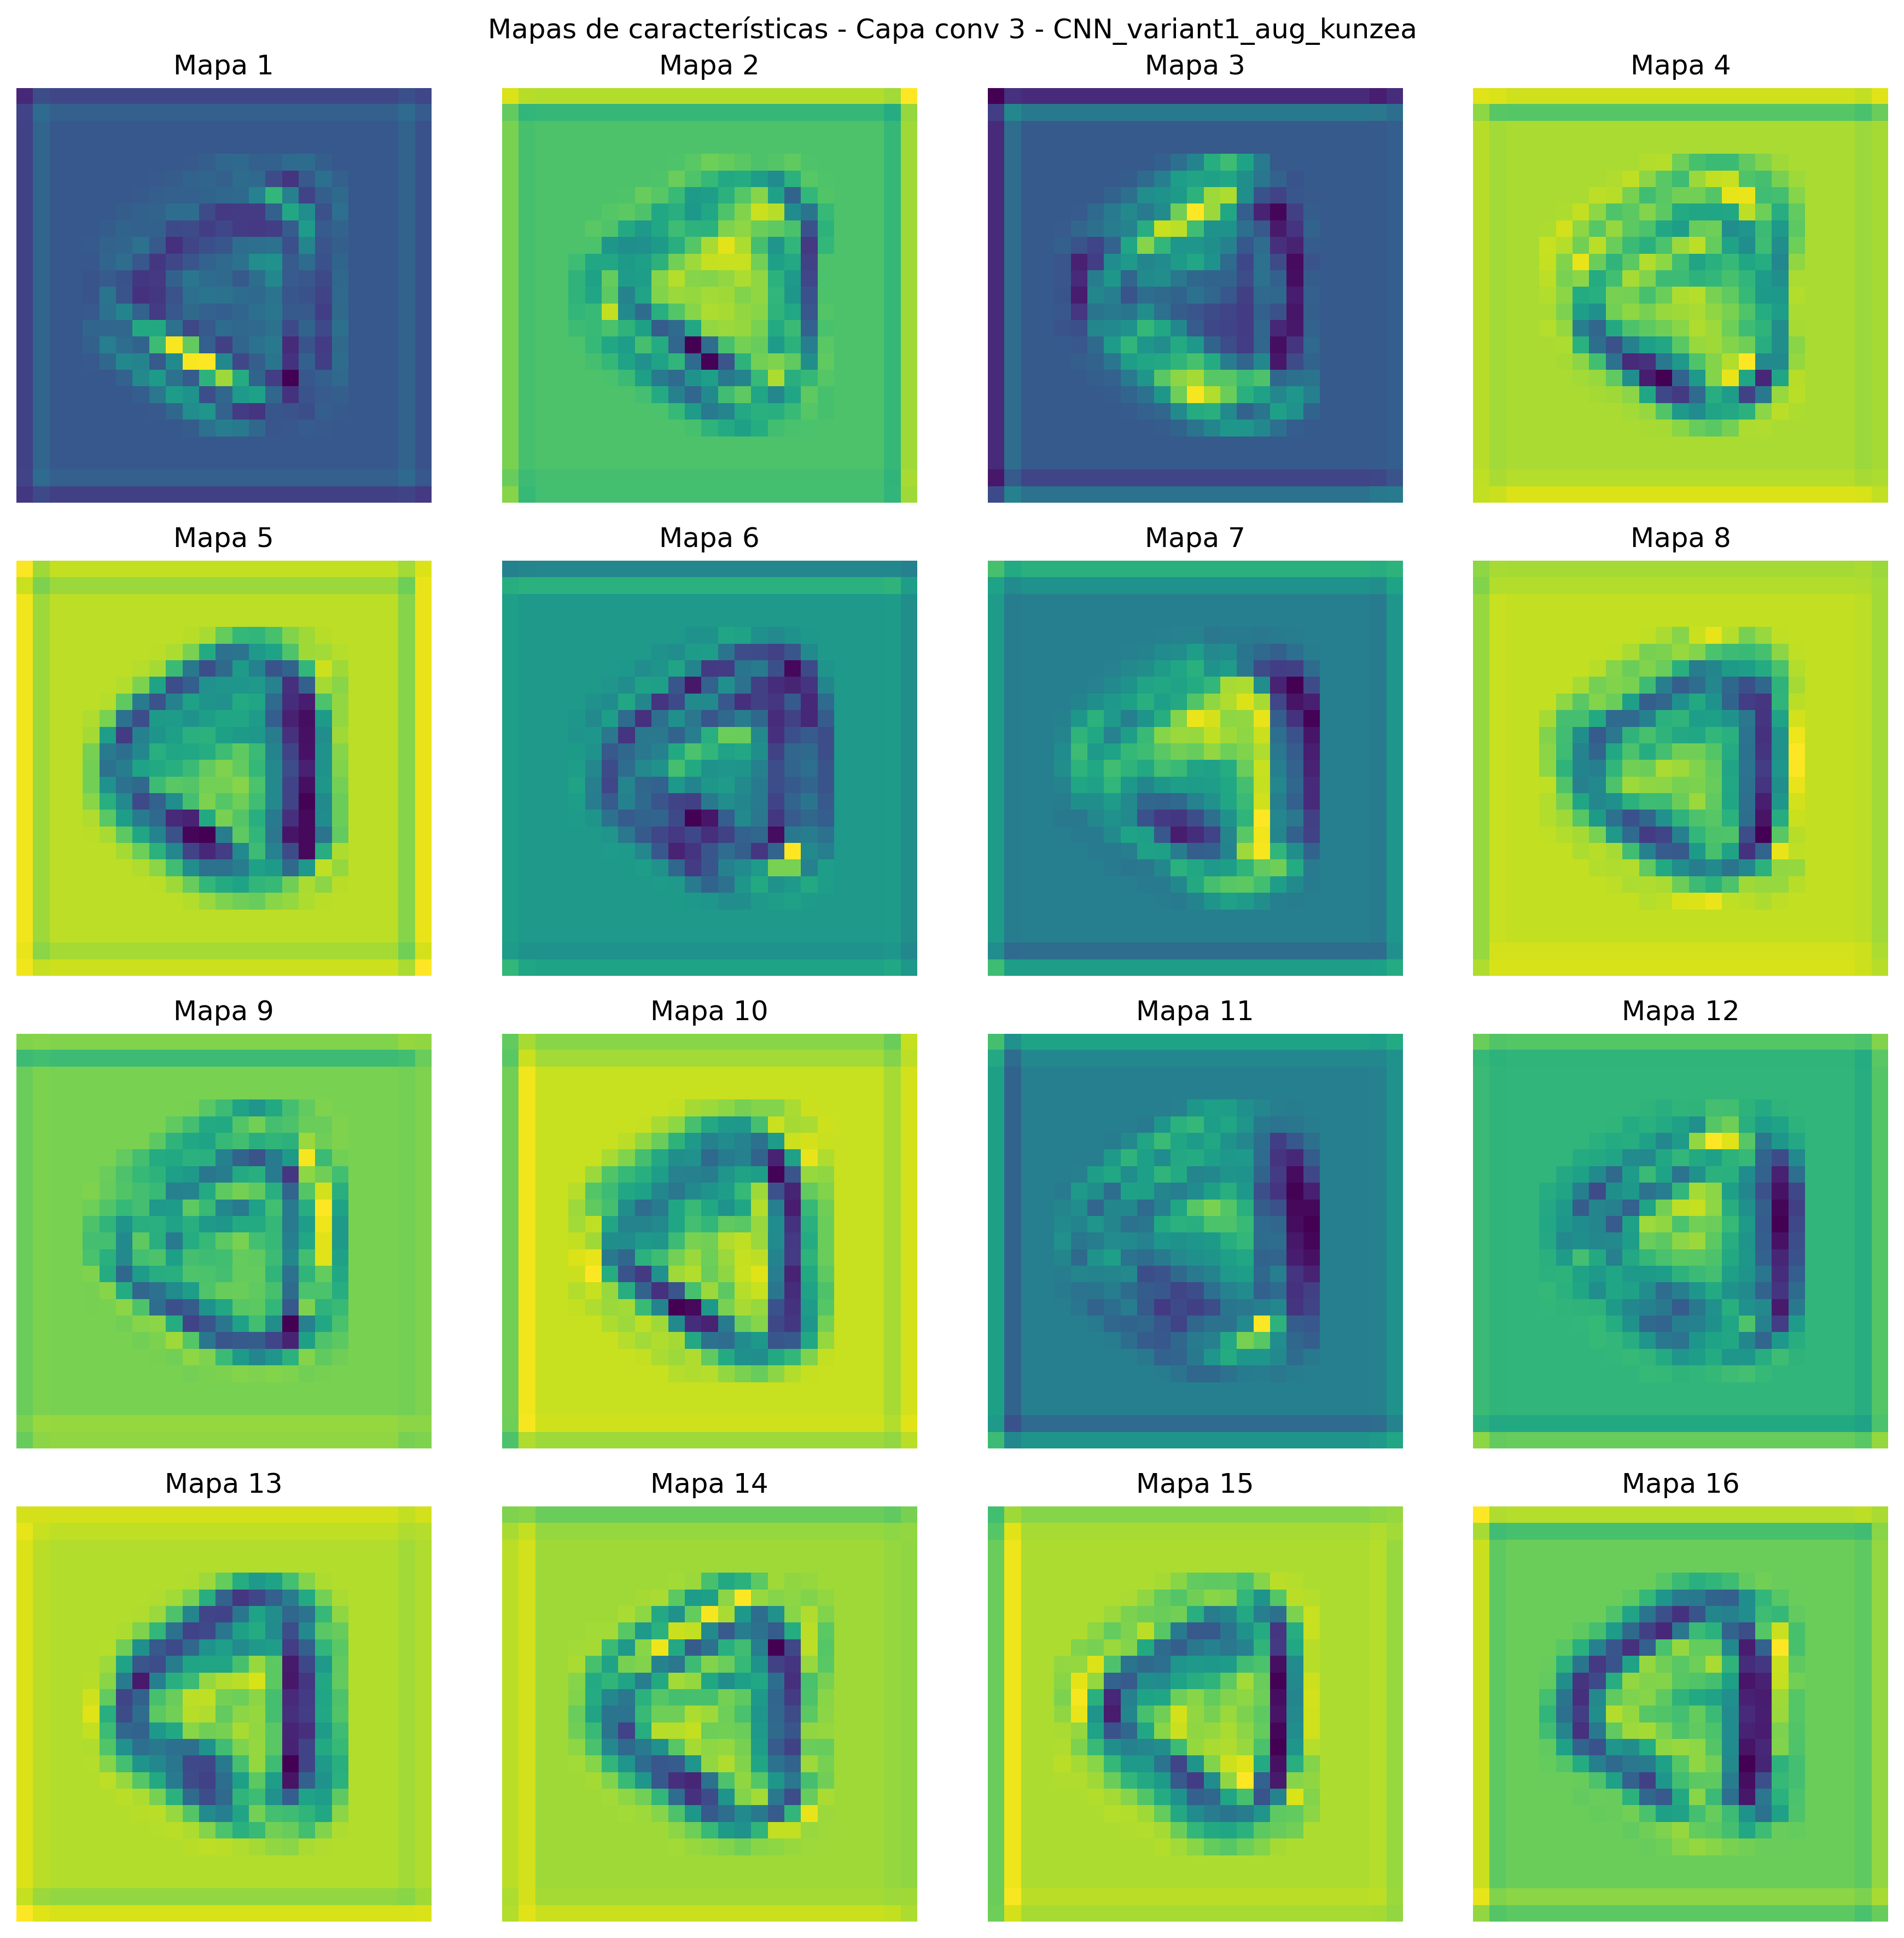 Mapas de características - Capa conv 3 - CNN_variant1_aug_kunzea
Mapa 1
Mapa 2
Mapa 3
Mapa 4
Mapa 5
Mapa 6
Mapa 7
Mapa 8
Mapa 9
Mapa 10
Mapa 11
Mapa 12
Mapa 13
Mapa 14
Mapa 15
Mapa 16